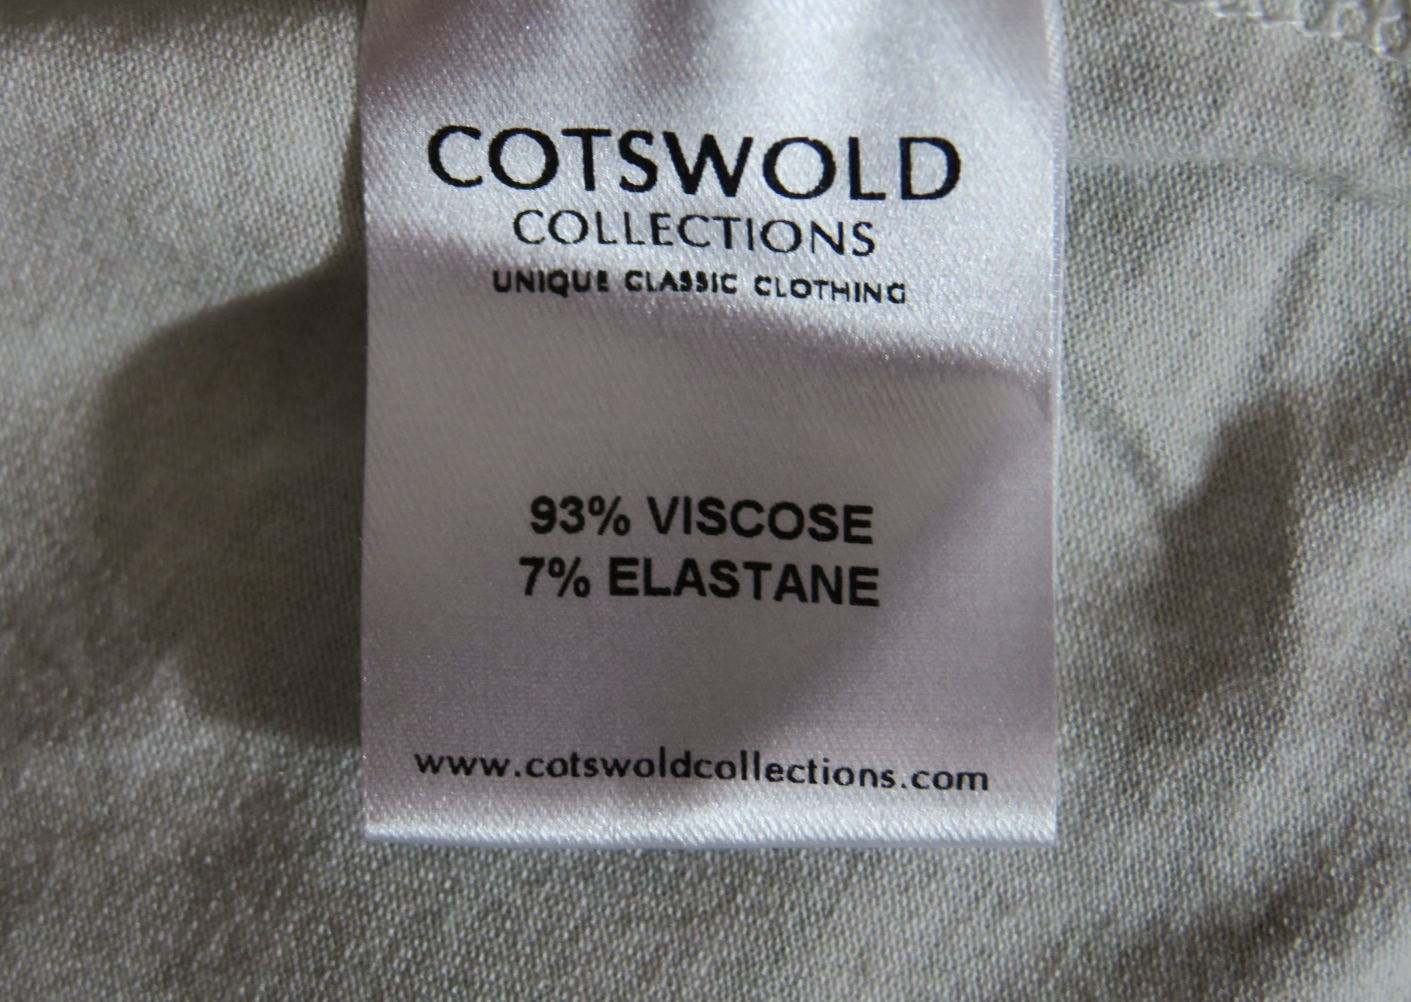 COTSWOLD
COLLECTIONS
UNIQUE CLASSIC CLOTHING
93% VISCOSE
7% ELASTANE
www.cotswoldcollections.com